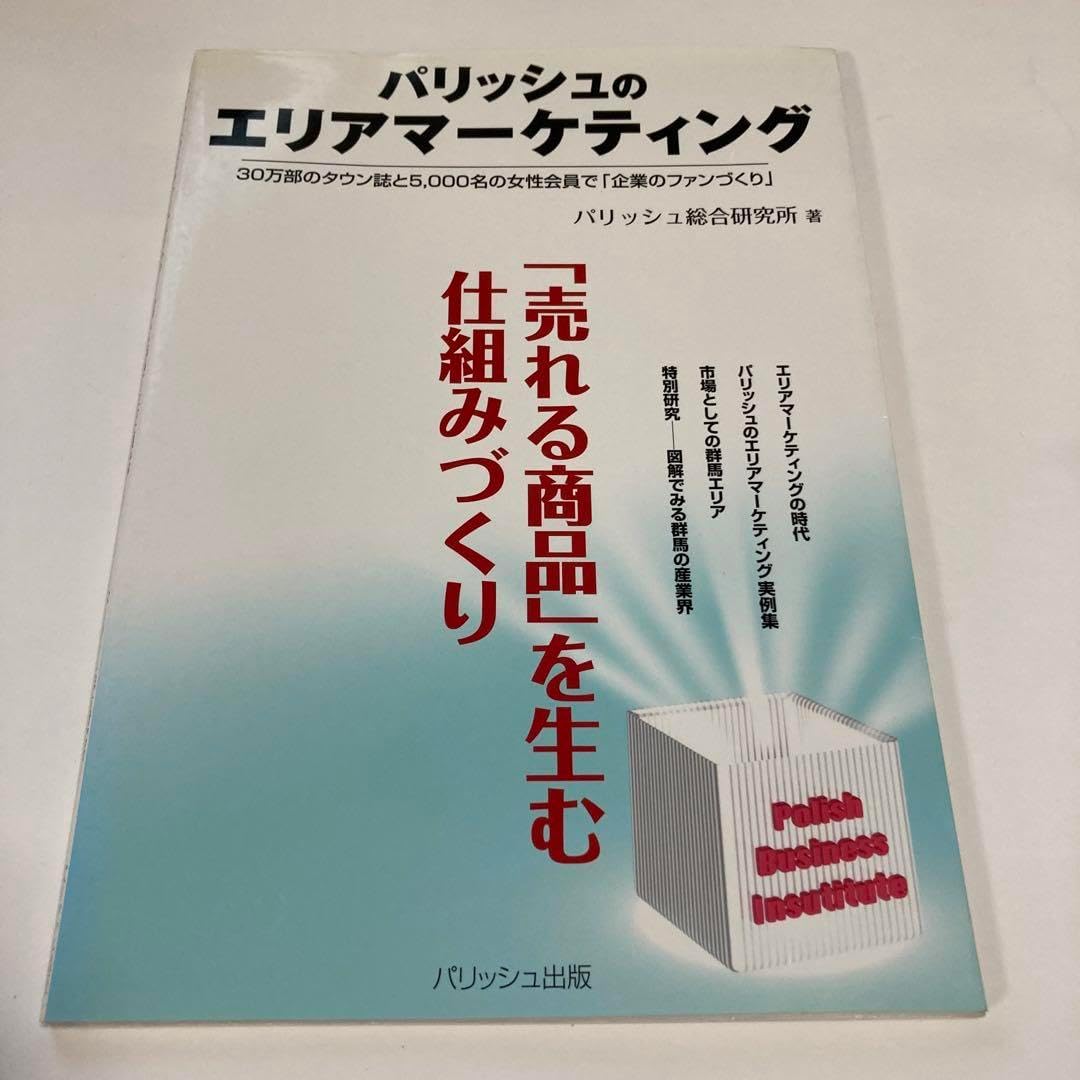 パリッシュの
エリアマーケティング
30万部のタウン誌と5,000名の女性会員で「企業のファンづくり」
パリッシュ総合研究所 著
「売れる商品」を生む
仕組みづくり
エリアマーケティングの時代
パリッシュのエリアマーケティング実例集
市場としての群馬エリア
特別研究――図解でみる群馬の産業界
Polish
Business
Insutitute
パリッシュ出版